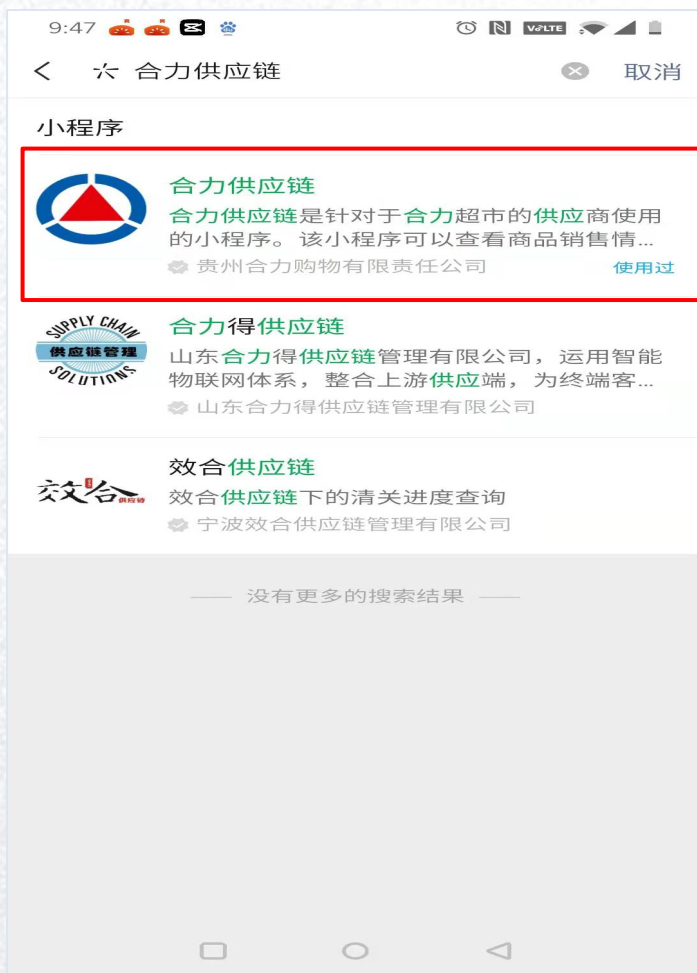 9:47
VoLTE
合力供应链
取消
小程序
合力供应链
合力供应链是针对于合力超市的供应商使用
的小程序。该小程序可以查看商品销售情...
贵州合力购物有限责任公司
使用过
SUPPLY CHAIN
供应链管理
SOLUTIONS
合力得供应链
山东合力得供应链管理有限公司，运用智能
物联网体系，整合上游供应端，为终端客...
山东合力得供应链管理有限公司
效合
供应链
效合供应链
效合供应链下的清关进度查询
宁波效合供应链管理有限公司
没有更多的搜索结果